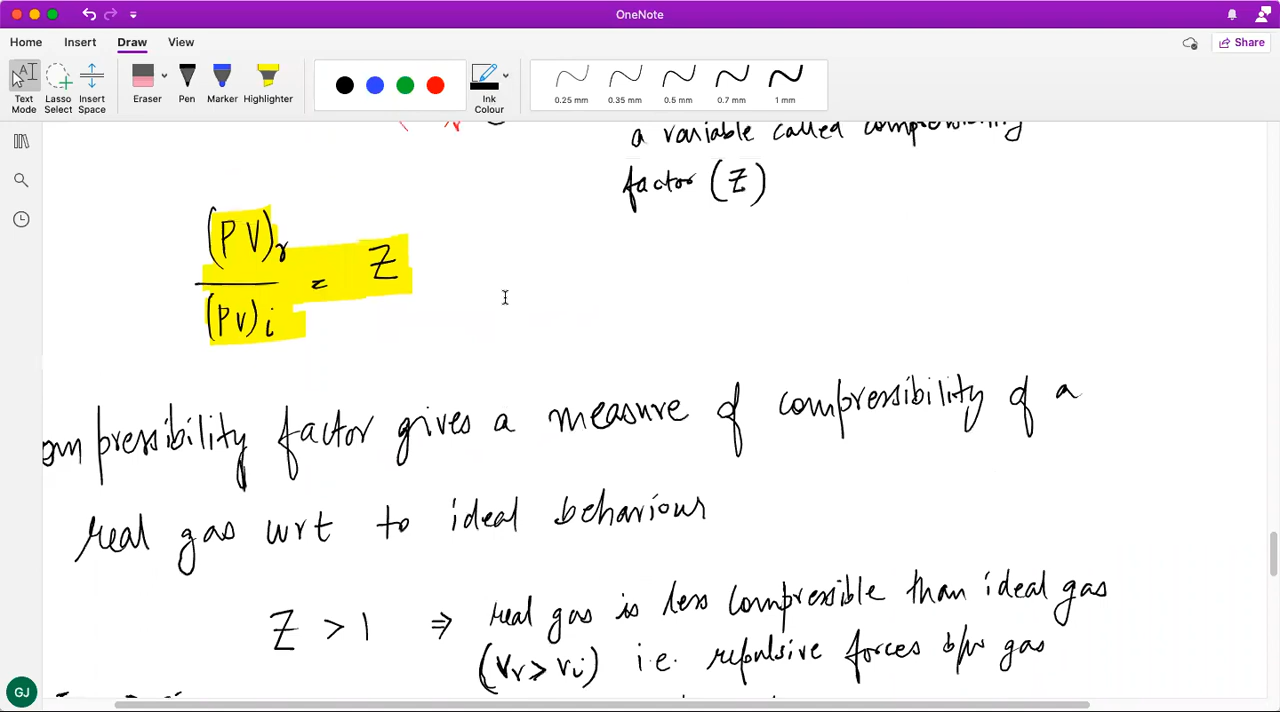 OneNote
Home Insert Draw View
Share
Text Mode
Lasso Select
Insert Space
Eraser
Pen
Marker
Highlighter
Ink Colour
0.25 mm 0.35 mm 0.5 mm 0.7 mm 1 mm
a variable called compressibility
factor (Z)
(PV)r
= Z
(PV)i
ompressibility factor gives a measure of compressibility of a
real gas wrt to ideal behaviour
Z > 1 ⇒ real gas is less compressible than ideal gas
(Vr > Vi) i.e. repulsive forces b/w gas
GJ